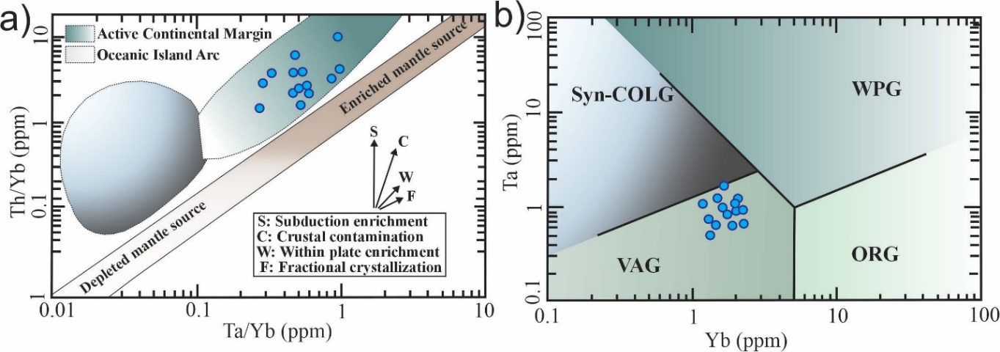 a)
Active Continental Margin
Oceanic Island Arc
Enriched mantle source
Depleted mantle source
S
C
W
F
S: Subduction enrichment
C: Crustal contamination
W: Within plate enrichment
F: Fractional crystallization
Th/Yb (ppm)
10
1
0.1
1
0.01
0.1
1
10
Ta/Yb (ppm)
b)
Syn-COLG
WPG
VAG
ORG
Ta (ppm)
100
10
1
0.1
0.1
1
10
100
Yb (ppm)